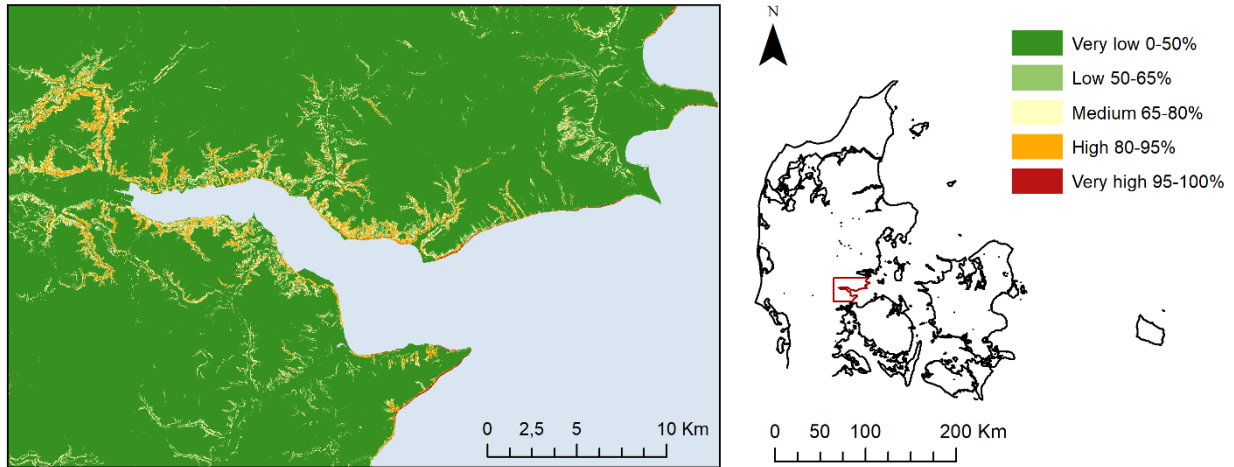 N
Very low 0-50%
Low 50-65%
Medium 65-80%
High 80-95%
Very high 95-100%
0 2,5 5 10 Km
0 50 100 200 Km